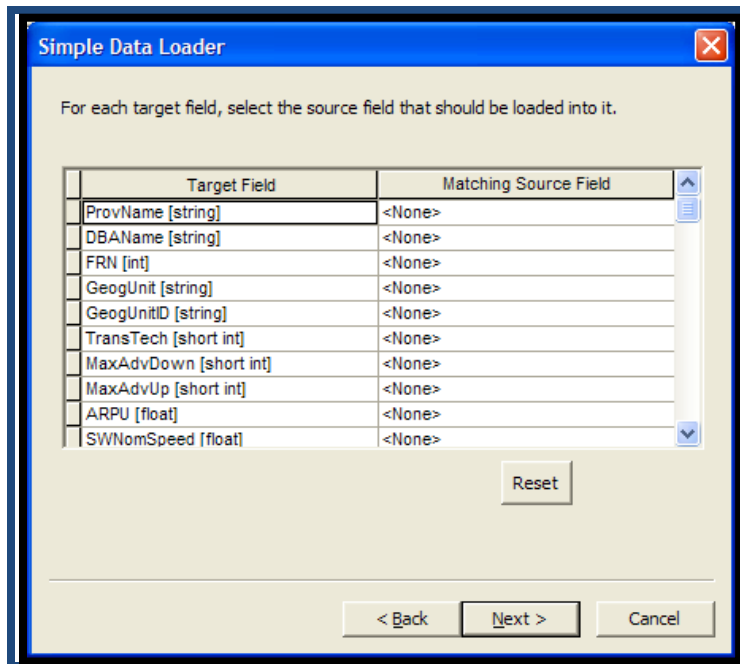 Simple Data Loader
For each target field, select the source field that should be loaded into it.
Target Field Matching Source Field
ProvName [string] <None>
DBAName [string] <None>
FRN [int] <None>
GeogUnit [string] <None>
GeogUnitID [string] <None>
TransTech [short int] <None>
MaxAdvDown [short int] <None>
MaxAdvUp [short int] <None>
ARPU [float] <None>
SWNomSpeed [float] <None>
Reset
< Back Next > Cancel